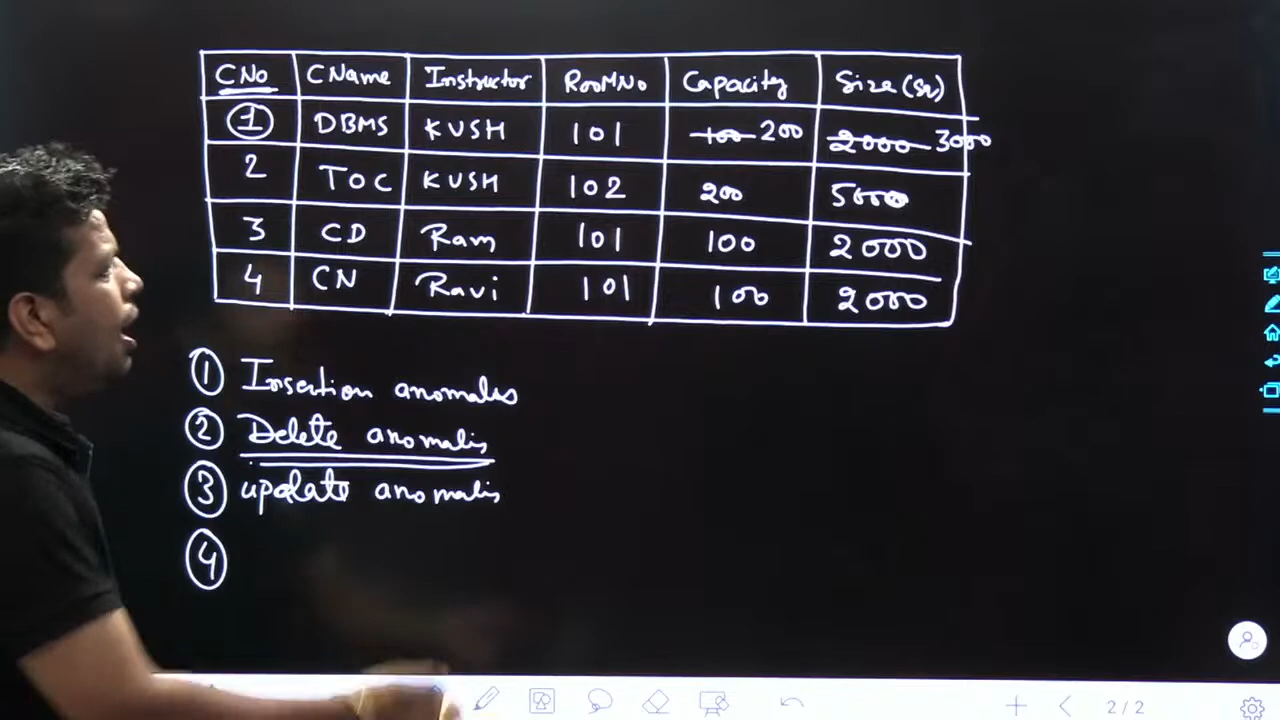 CNo CName Instructor RooMNo Capacity Size(Sr)
1 DBMS KUSH 101 100 200 2000 3000
2 TOC KUSH 102 200 5000
3 CD Ram 101 100 2000
4 CN Ravi 101 100 2000
1 Insertion anomalies
2 Delete anomalis
3 update anomalis
4
2/2